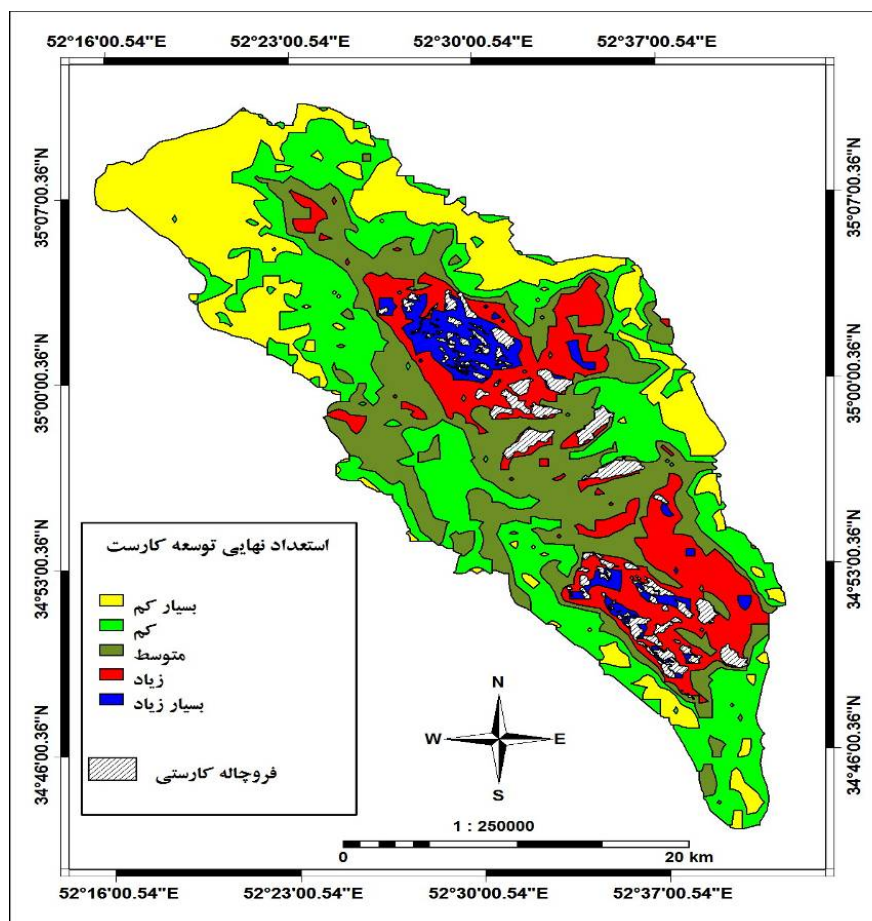 52°16'00.54"E 52°23'00.54"E 52°30'00.54"E 52°37'00.54"E
35°07'00.36"N 35°07'00.36"N
35°00'00.36"N 35°00'00.36"N
34°53'00.36"N 34°53'00.36"N
34°46'00.36"N 34°46'00.36"N
استعداد نهایی توسعه کارست
بسیار کم
کم
متوسط
زیاد
بسیار زیاد
فروچاله کارستی
N
W E
S
1 : 250000
0 20 km
52°16'00.54"E 52°23'00.54"E 52°30'00.54"E 52°37'00.54"E